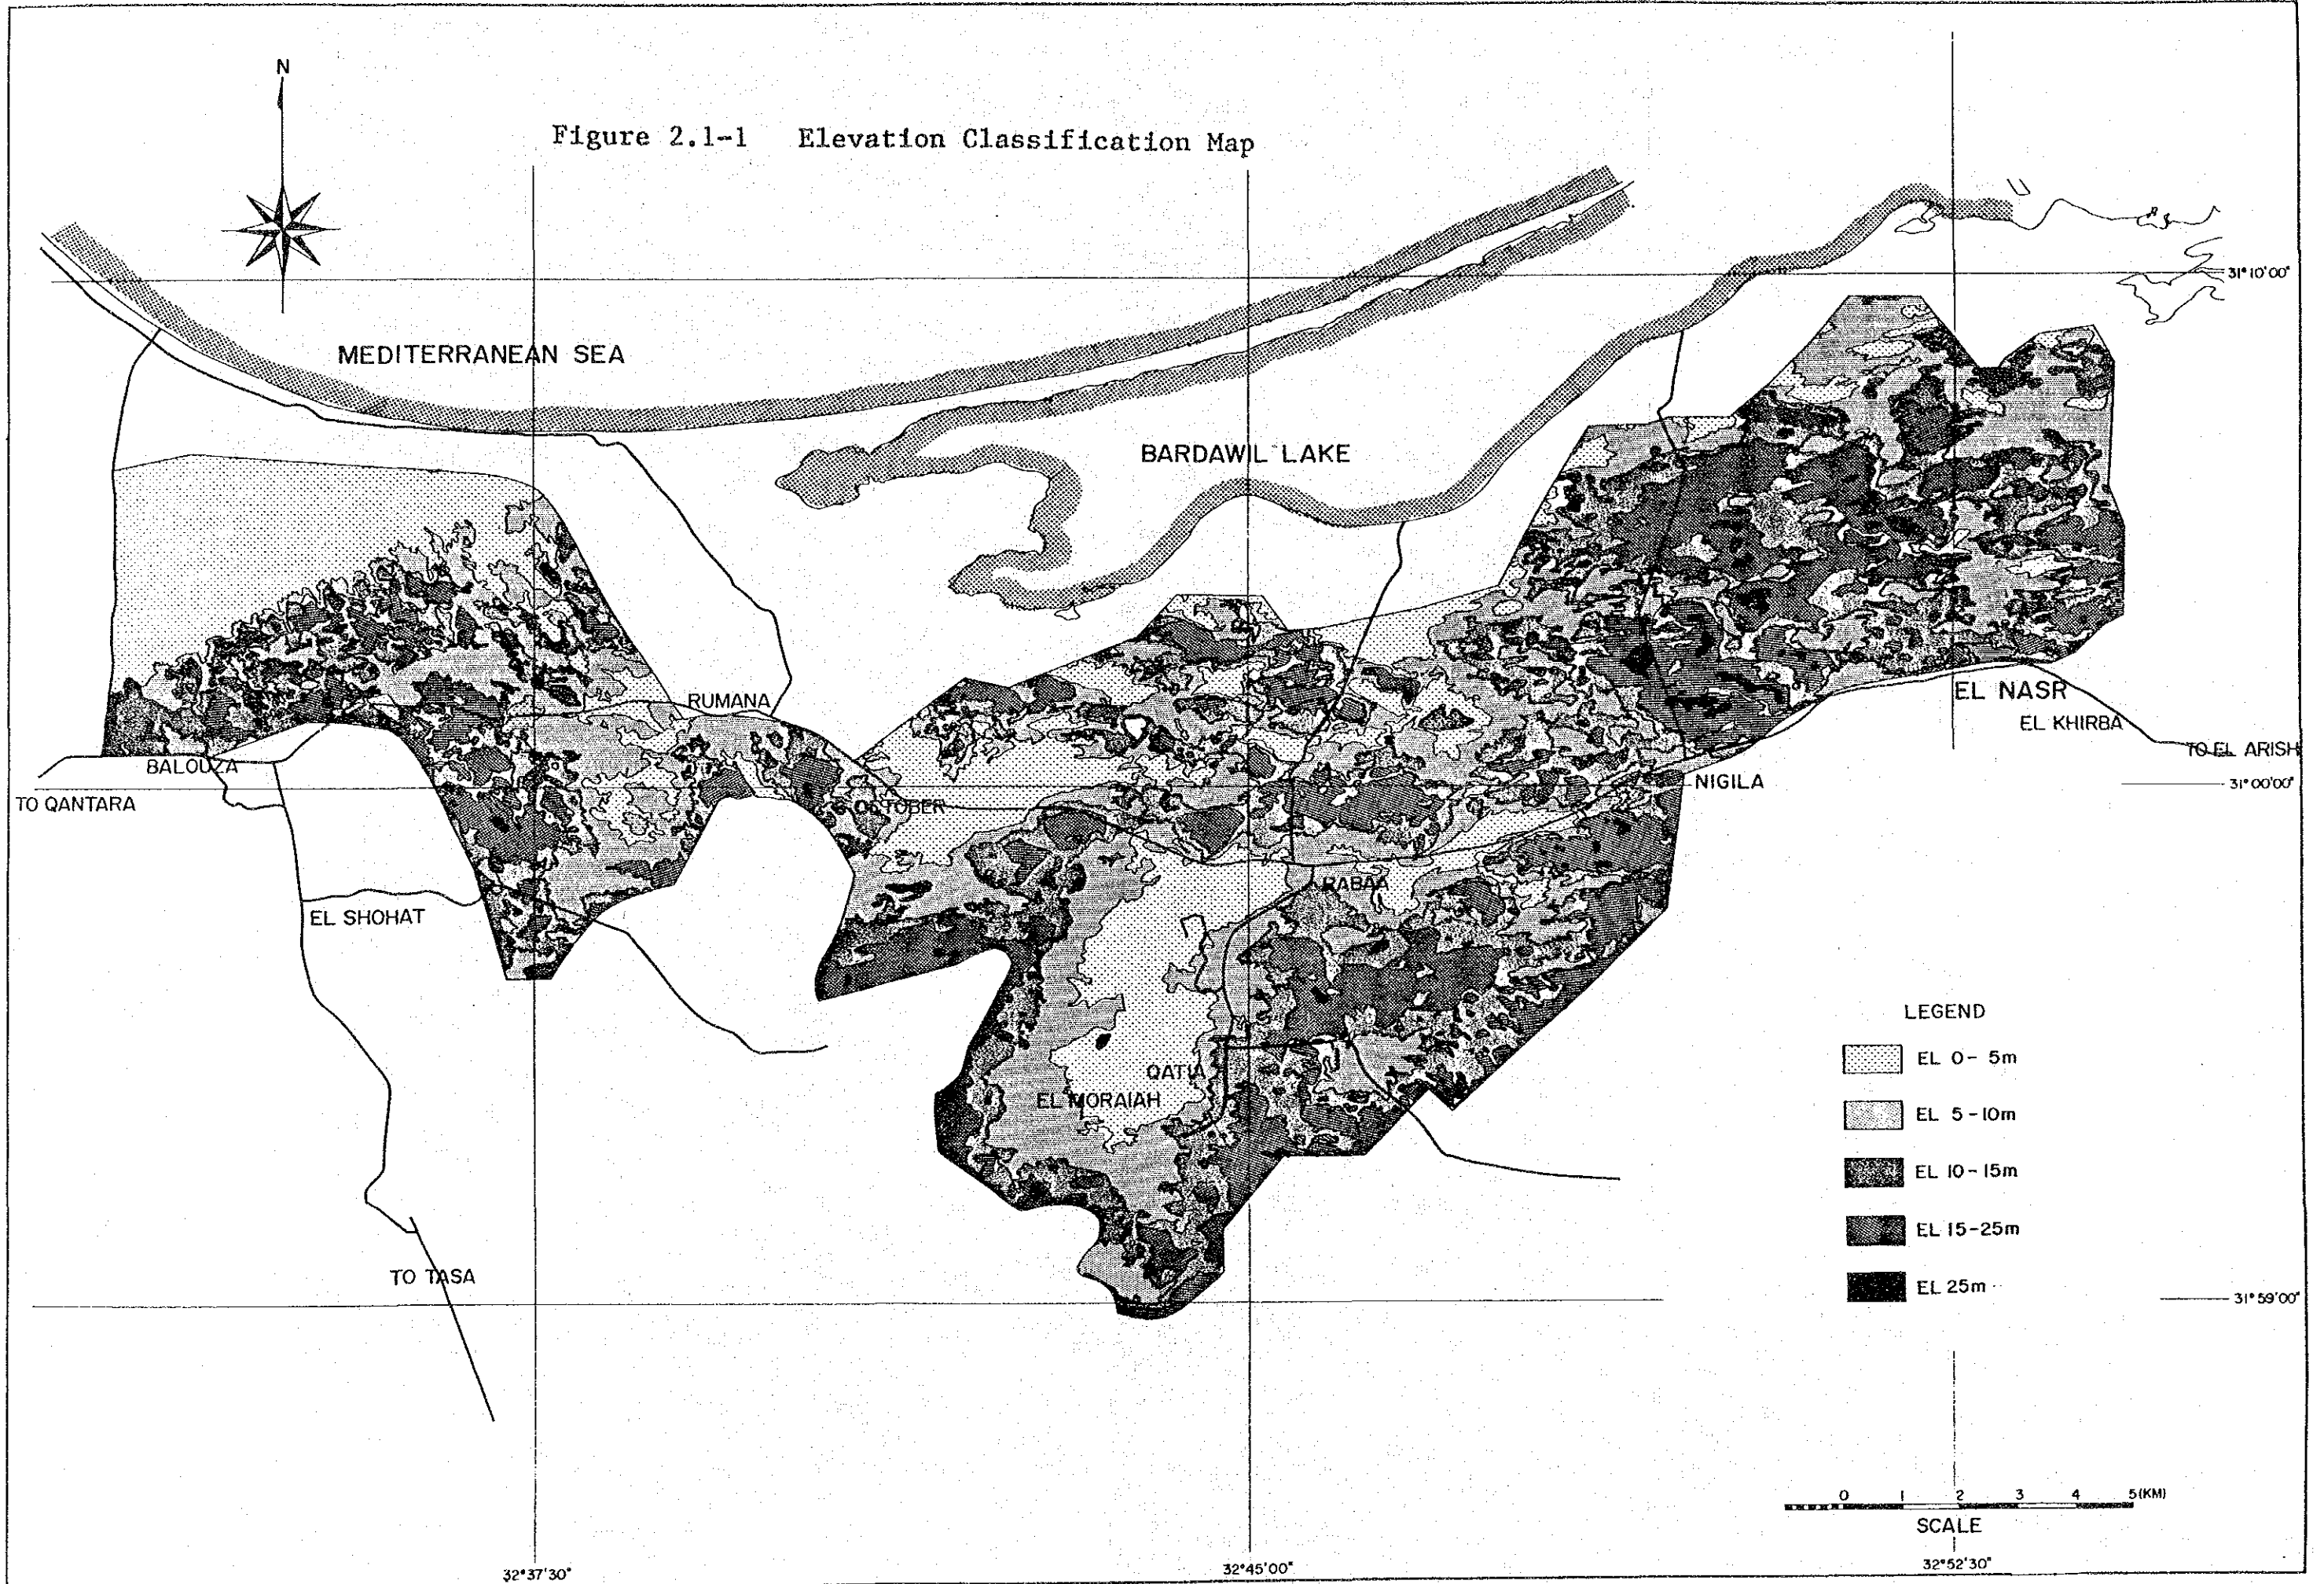 Figure 2.1-1 Elevation Classification Map
N
31°10'00"
MEDITERRANEAN SEA
BARDAWIL LAKE
RUMANA
EL NASR
EL KHIRBA
TO EL ARISH
BALOUZA
NIGILA
31°00'00"
TO QANTARA
OCTOBER
RABAA
EL SHOHAT
LEGEND
EL 0 - 5m
QATIA
EL MORAIAH
EL 5 - 10m
EL 10 - 15m
EL 15 - 25m
TO TASA
EL 25m
31°59'00"
0 1 2 3 4 5(KM)
SCALE
32°37'30"
32°45'00"
32°52'30"